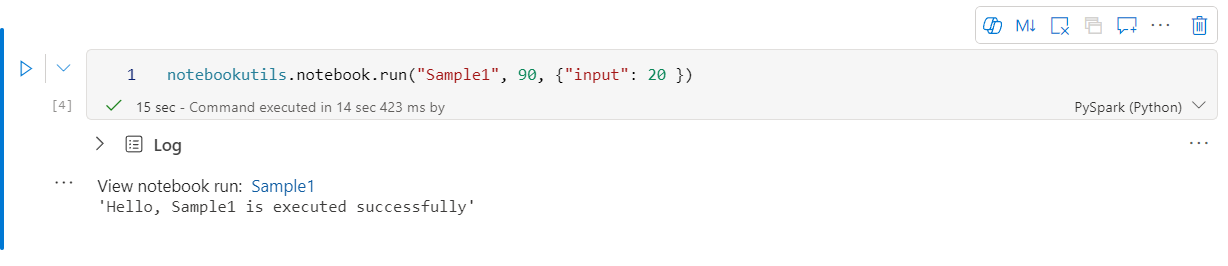 M↓
1 notebookutils.notebook.run("Sample1", 90, {"input": 20 })
[4] 15 sec - Command executed in 14 sec 423 ms by PySpark (Python)
Log
View notebook run: Sample1
'Hello, Sample1 is executed successfully'